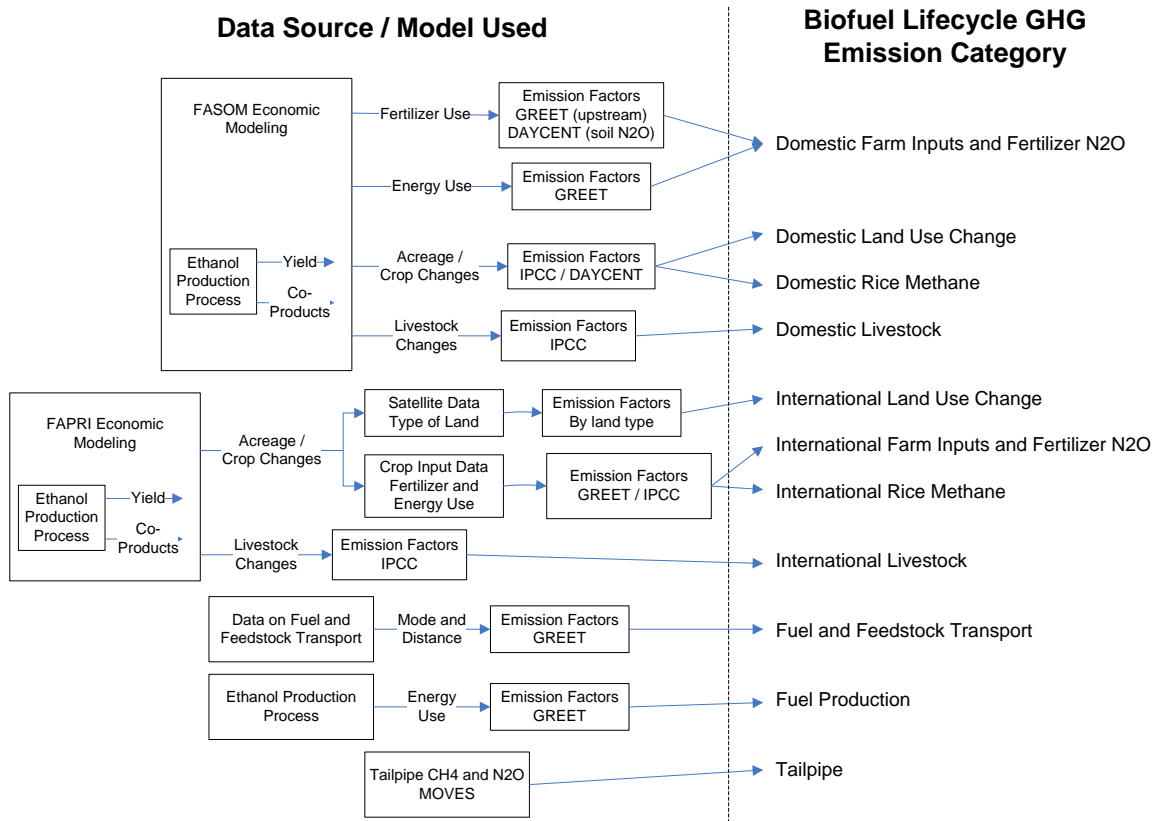 Data Source / Model Used
Biofuel Lifecycle GHG
Emission Category
FASOM Economic
Modeling
Ethanol
Production
Process
Yield
Co-
Products
Fertilizer Use
Emission Factors
GREET (upstream)
DAYCENT (soil N2O)
Domestic Farm Inputs and Fertilizer N2O
Energy Use
Emission Factors
GREET
Acreage /
Crop Changes
Emission Factors
IPCC / DAYCENT
Domestic Land Use Change
Domestic Rice Methane
Livestock
Changes
Emission Factors
IPCC
Domestic Livestock
FAPRI Economic
Modeling
Ethanol
Production
Process
Yield
Co-
Products
Acreage /
Crop Changes
Satellite Data
Type of Land
Emission Factors
By land type
International Land Use Change
Crop Input Data
Fertilizer and
Energy Use
Emission Factors
GREET / IPCC
International Farm Inputs and Fertilizer N2O
International Rice Methane
Livestock
Changes
Emission Factors
IPCC
International Livestock
Data on Fuel and
Feedstock Transport
Mode and
Distance
Emission Factors
GREET
Fuel and Feedstock Transport
Ethanol Production
Process
Energy
Use
Emission Factors
GREET
Fuel Production
Tailpipe CH4 and N2O
MOVES
Tailpipe